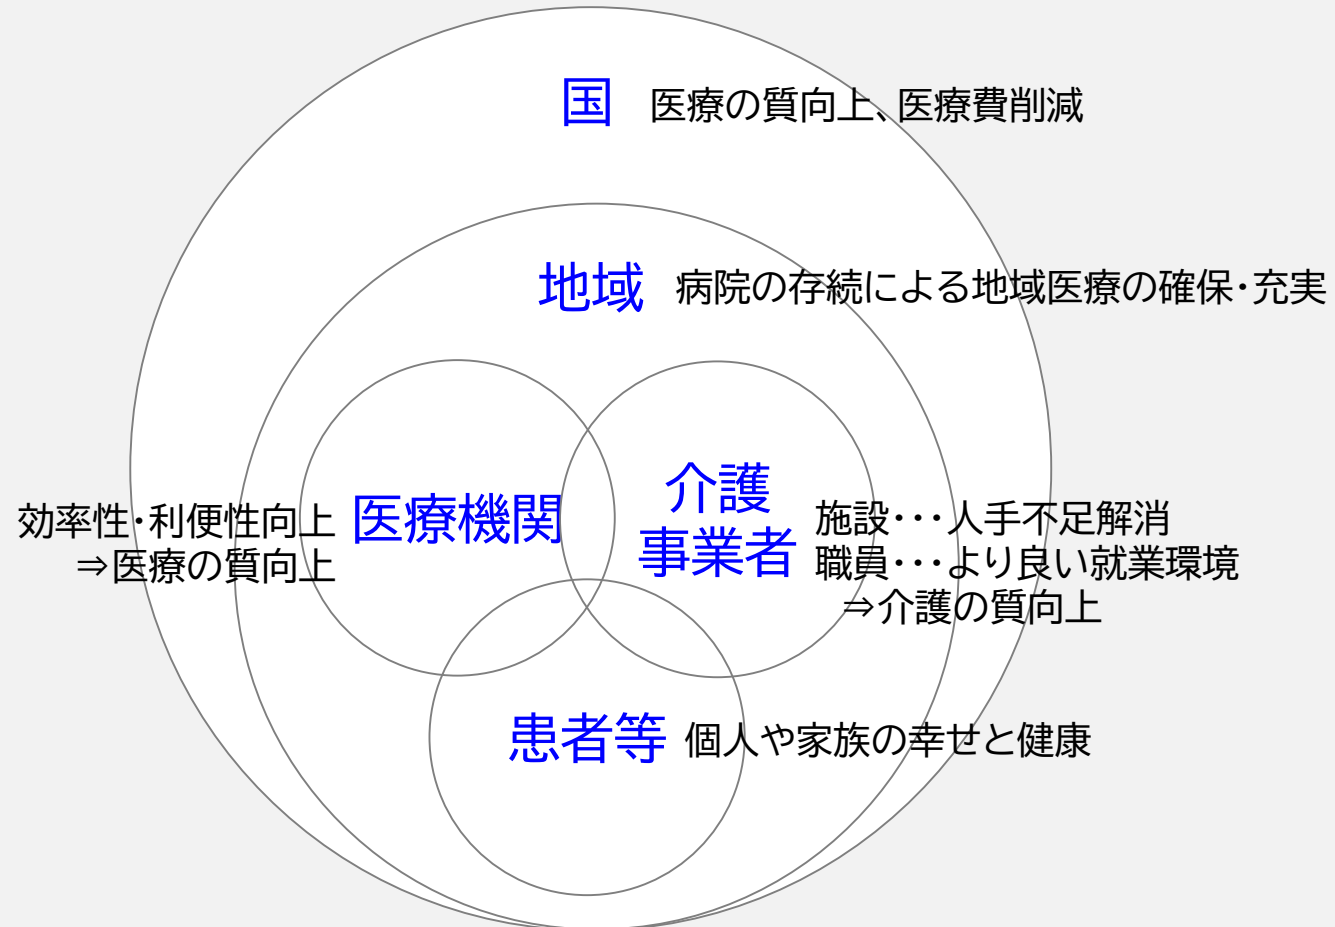 国 医療の質向上、医療費削減
地域 病院の存続による地域医療の確保・充実
効率性・利便性向上
⇒医療の質向上
医療機関
介護
事業者
施設・・・人手不足解消
職員・・・より良い就業環境
⇒介護の質向上
患者等 個人や家族の幸せと健康